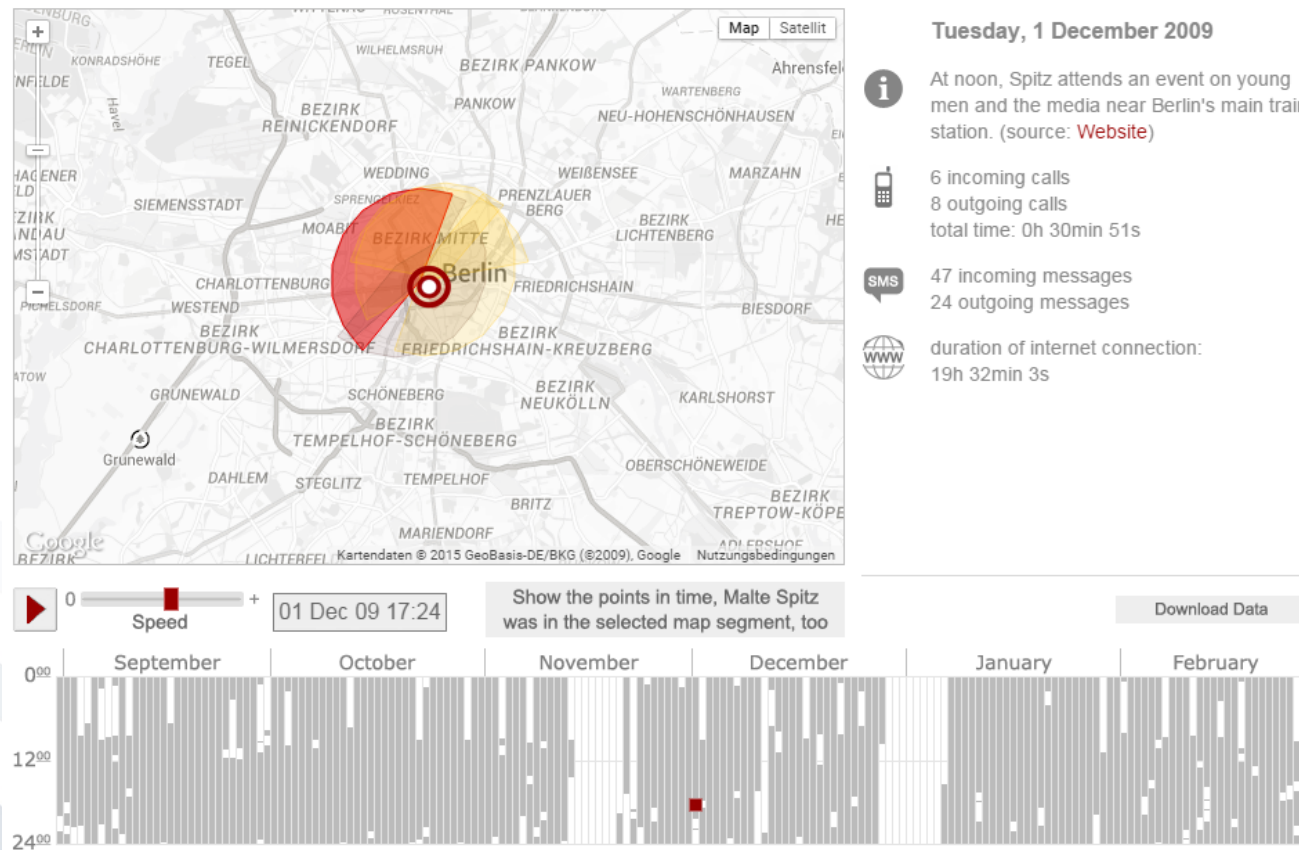 WEDDING
Map Satellit
KONRADSHÖHE
TEGEL
WILHELMSRUH
BEZIRK PANKOW
Havel
BEZIRK
REINICKENDORF
PANKOW
WARTENBERG
NEU-HOHENSCHÖNHAUSEN
WEISSENSEE
MARZAHN
SIEMENSSTADT
PRENZLAUER
BERG
MOABIT
BEZIRK MITTE
BEZIRK
LICHTENBERG
Berlin
CHARLOTTENBURG
FRIEDRICHSHAIN
WESTEND
BIESDORF
BEZIRK
CHARLOTTENBURG-WILMERSDORF
BEZIRK
FRIEDRICHSHAIN-KREUZBERG
GRUNEWALD
SCHÖNEBERG
BEZIRK
NEUKÖLLN
KARLSHORST
BEZIRK
TEMPELHOF-SCHÖNEBERG
Grunewald
DAHLEM
STEGLITZ
TEMPELHOF
OBERSCHÖNEWEIDE
BRITZ
BEZIRK
TREPTOW-KÖPE
MARIENDORF
Google
BEZIRK
Kartendaten © 2015 GeoBasis-DE/BKG (©2009), Google Nutzungsbedingungen
Tuesday, 1 December 2009
At noon, Spitz attends an event on young
men and the media near Berlin's main train
station. (source: Website)
6 incoming calls
8 outgoing calls
total time: 0h 30min 51s
SMS
47 incoming messages
24 outgoing messages
WWW
duration of internet connection:
19h 32min 3s
0 +
Speed
01 Dec 09 17:24
Show the points in time, Malte Spitz
was in the selected map segment, too
Download Data
September October November December January February
0⁰⁰
12⁰⁰
24⁰⁰